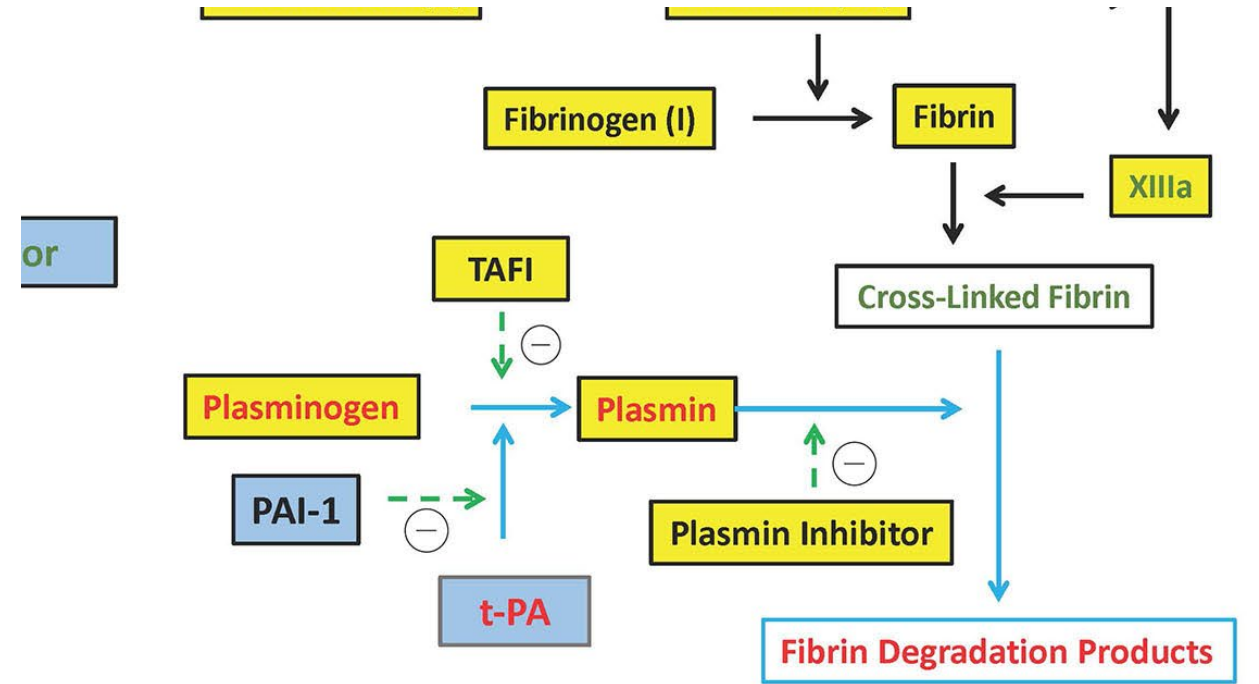 Fibrinogen (I)
Fibrin
XIIIa
or
TAFI
Cross-Linked Fibrin
Plasminogen
Plasmin
PAI-1
Plasmin Inhibitor
t-PA
Fibrin Degradation Products